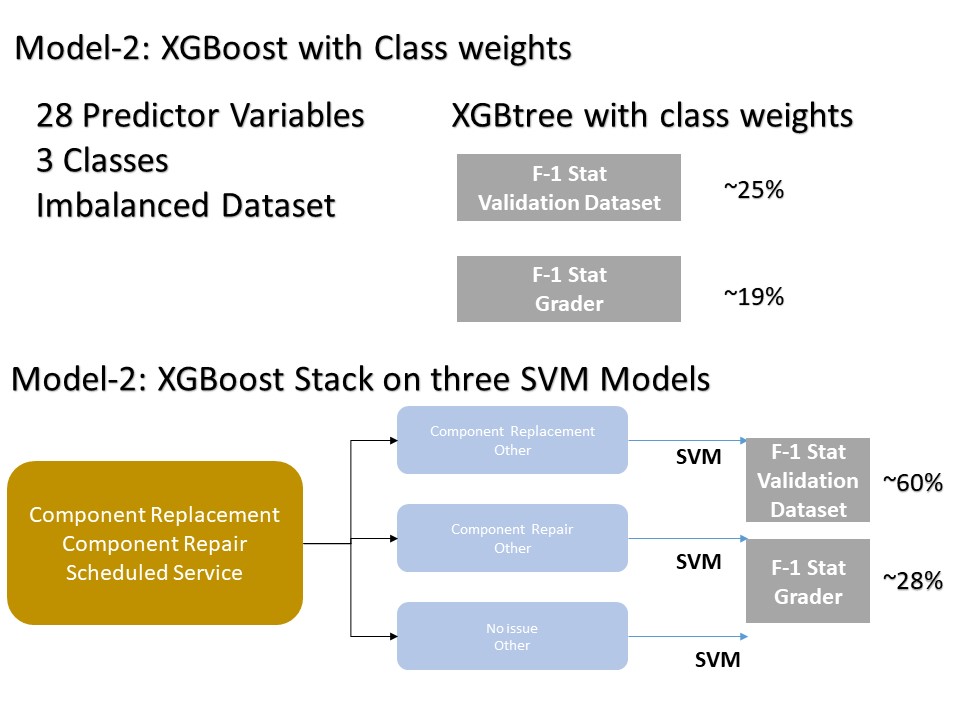 Model-2: XGBoost with Class weights
28 Predictor Variables
3 Classes
Imbalanced Dataset
XGBtree with class weights
F-1 Stat
Validation Dataset
~25%
F-1 Stat
Grader
~19%
Model-2: XGBoost Stack on three SVM Models
Component Replacement
Component Repair
Scheduled Service
Component Replacement
Other
SVM
Component Repair
Other
SVM
No issue
Other
SVM
F-1 Stat
Validation
Dataset
~60%
F-1 Stat
Grader
~28%